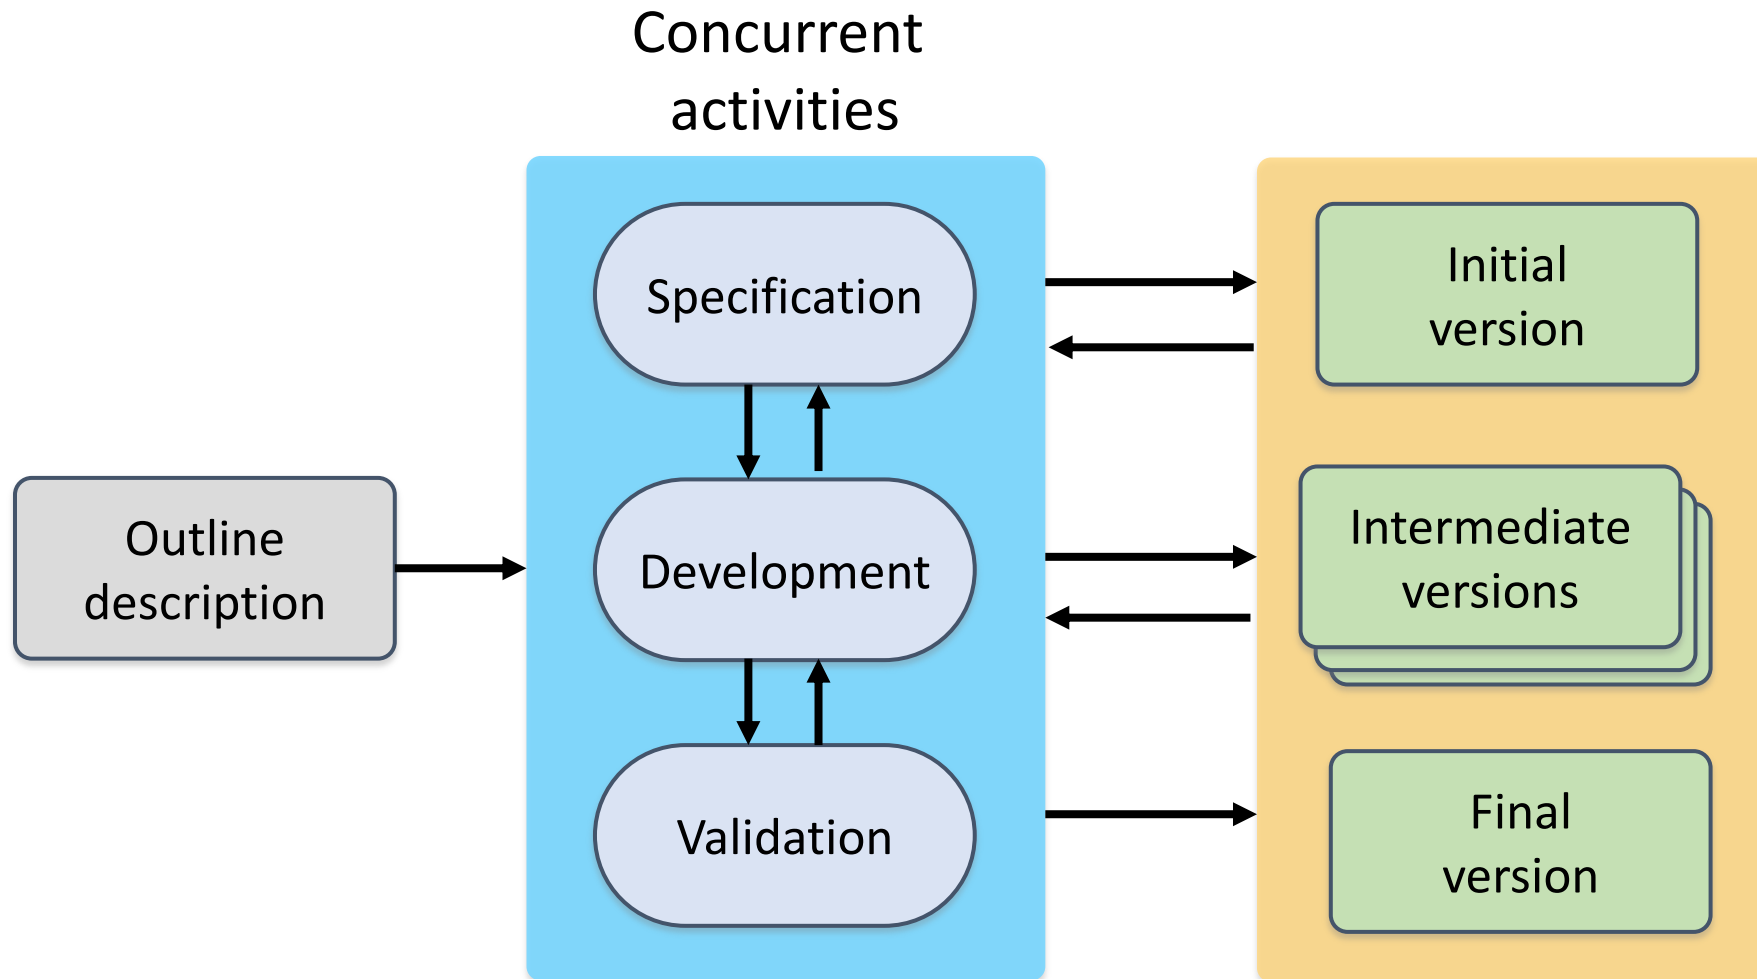 Concurrent
activities
Specification
Initial
version
Outline
description
Development
Intermediate
versions
Validation
Final
version